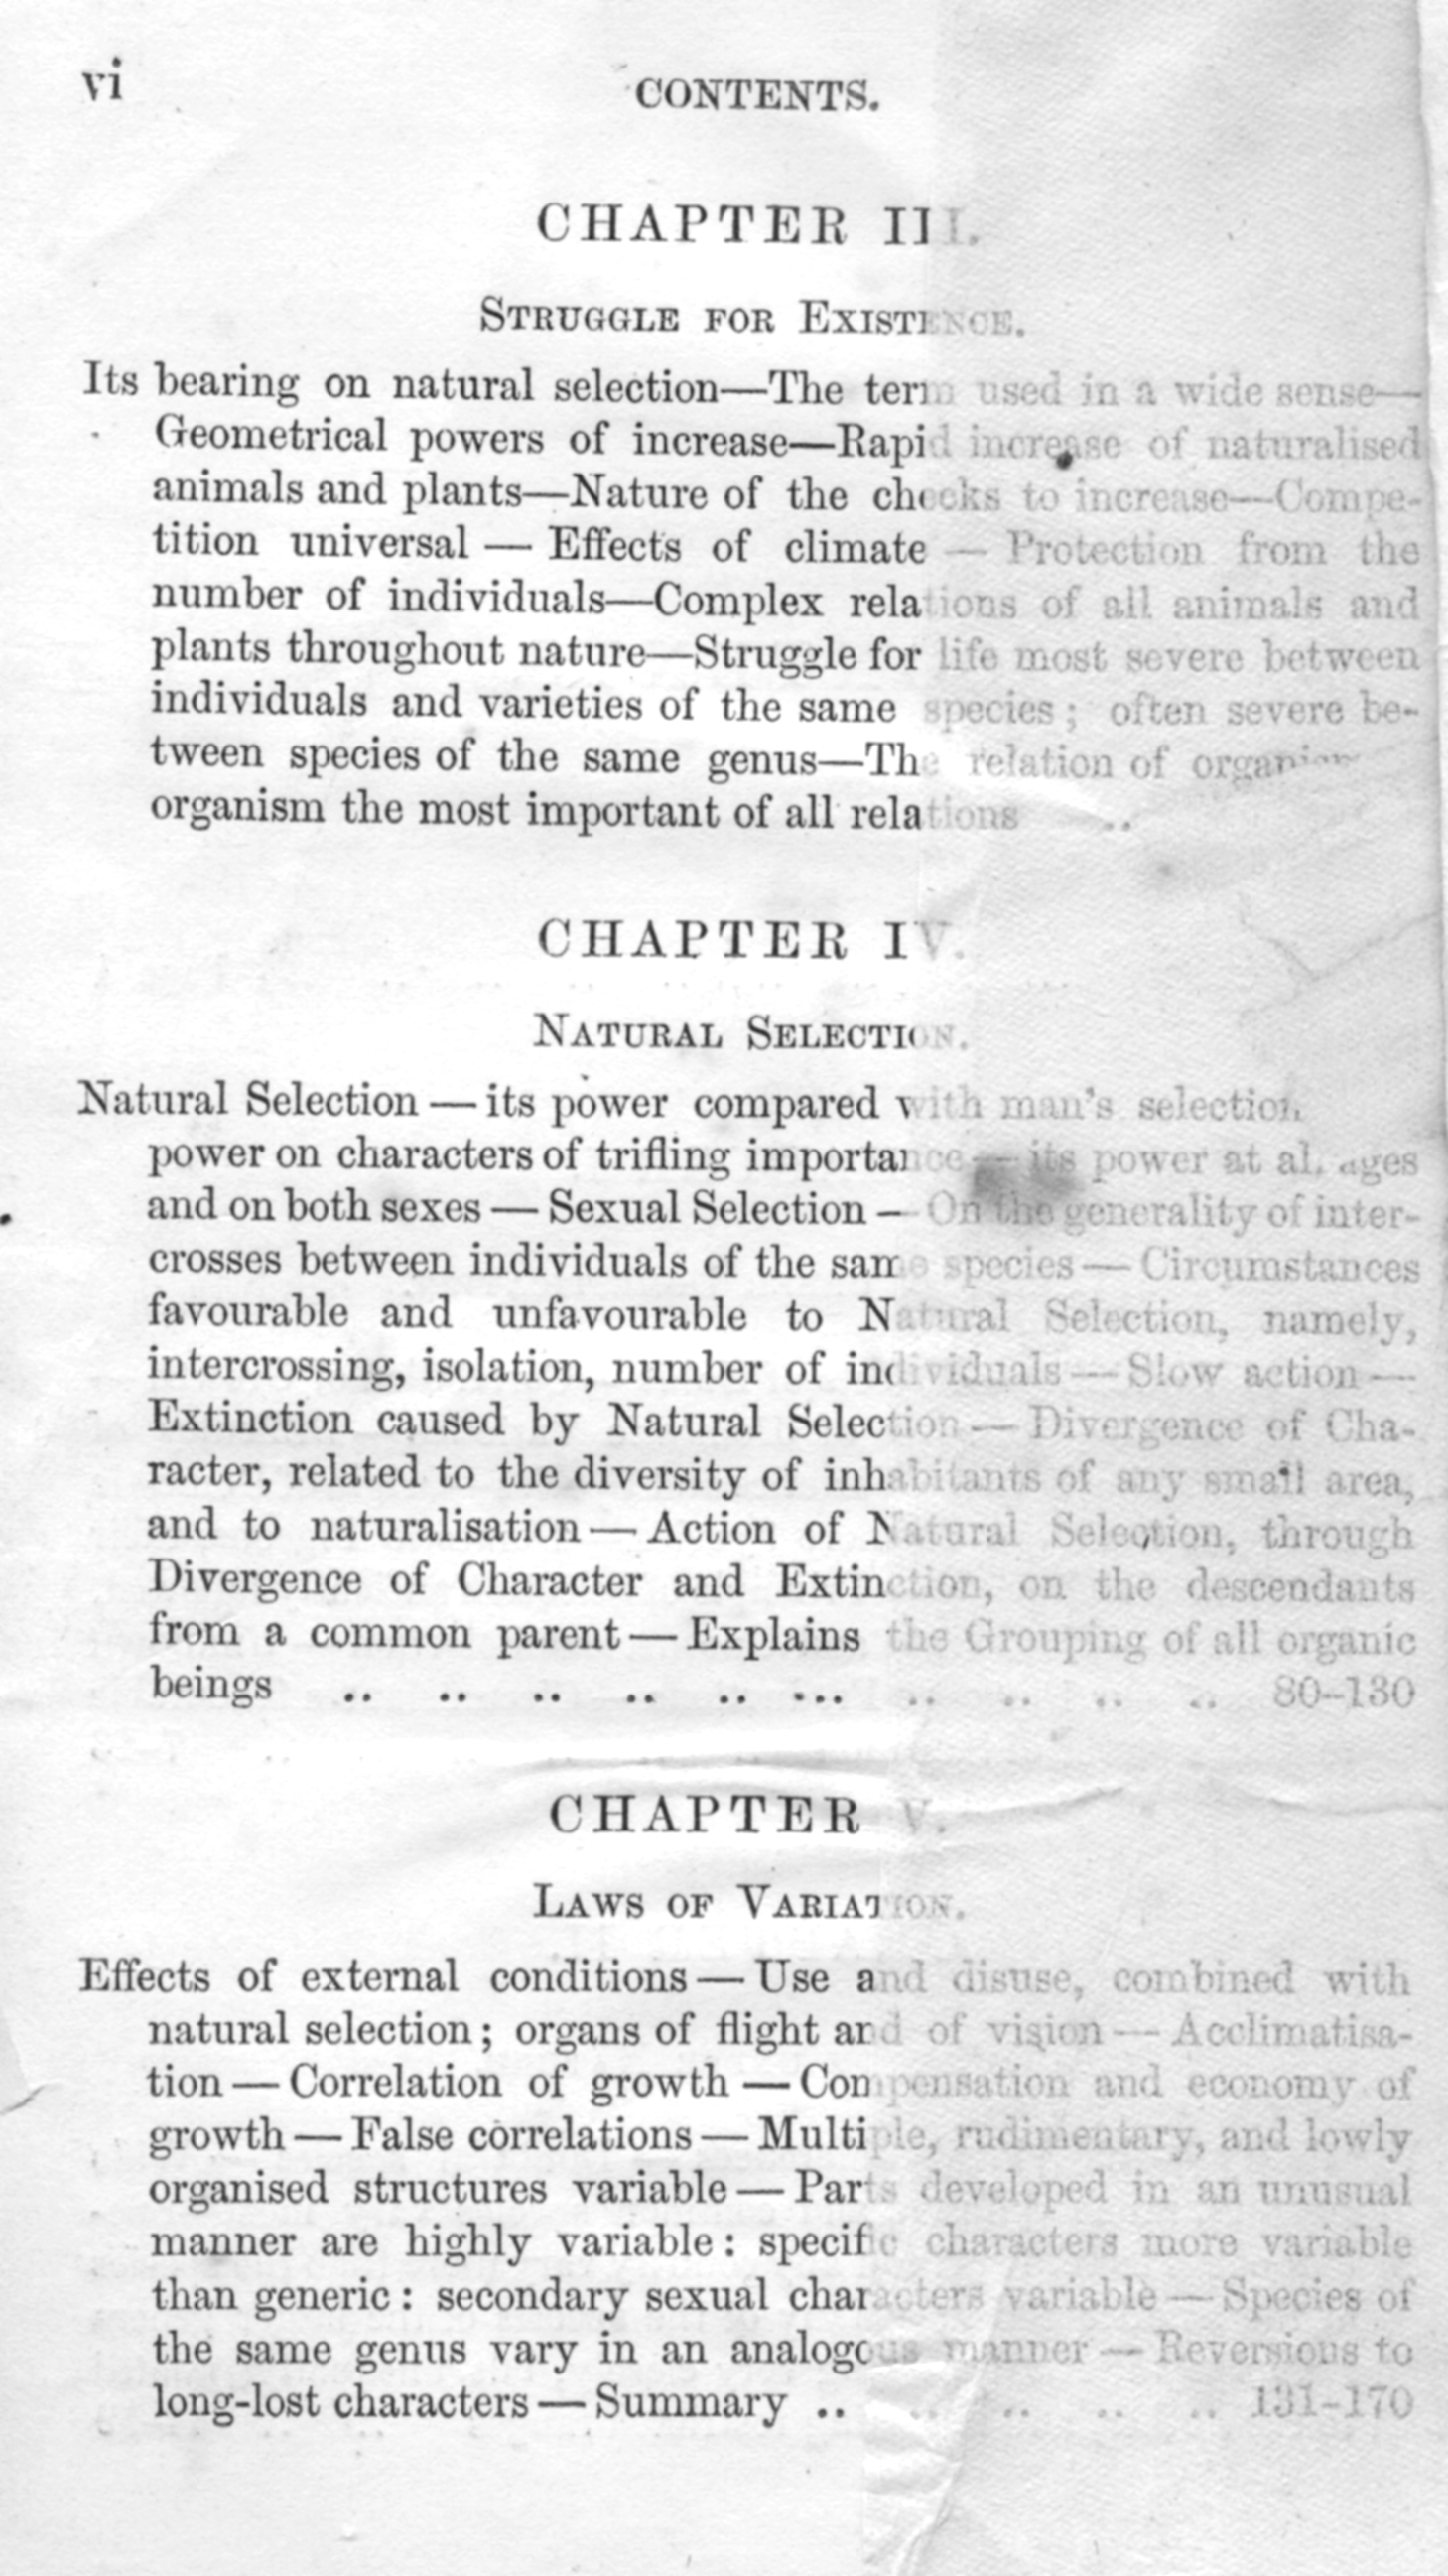 vi
CONTENTS.
CHAPTER III.
STRUGGLE FOR EXISTENCE.
Its bearing on natural selection—The term used in a wide sense—
Geometrical powers of increase—Rapid increase of naturalised
animals and plants—Nature of the checks to increase—Compe-
tition universal — Effects of climate — Protection from the
number of individuals—Complex relations of all animals and
plants throughout nature—Struggle for life most severe between
individuals and varieties of the same species; often severe be-
tween species of the same genus—The relation of
organism the most important of all relations ..
CHAPTER IV.
NATURAL SELECTION.
Natural Selection — its power compared with man's selection
power on characters of trifling importance — its power at all ages
and on both sexes — Sexual Selection — On the generality of inter-
crosses between individuals of the same species — Circumstances
favourable and unfavourable to Natural Selection, namely,
intercrossing, isolation, number of individuals — Slow action —
Extinction caused by Natural Selection — Divergence of Cha-
racter, related to the diversity of inhabitants of any small area,
and to naturalisation — Action of Natural Selection, through
Divergence of Character and Extinction, on the descendants
from a common parent — Explains the Grouping of all organic
beings .. .. .. .. .. ... .. .. .. .. 80-130
CHAPTER V.
LAWS OF VARIATION.
Effects of external conditions — Use and disuse, combined with
natural selection; organs of flight and of vision — Acclimatisa-
tion — Correlation of growth — Compensation and economy of
growth — False correlations — Multiple, rudimentary, and lowly
organised structures variable — Parts developed in an unusual
manner are highly variable: specific characters more variable
than generic: secondary sexual characters variable — Species of
the same genus vary in an analogous manner — Reversions to
long-lost characters — Summary .. .. .. .. .. 131-170